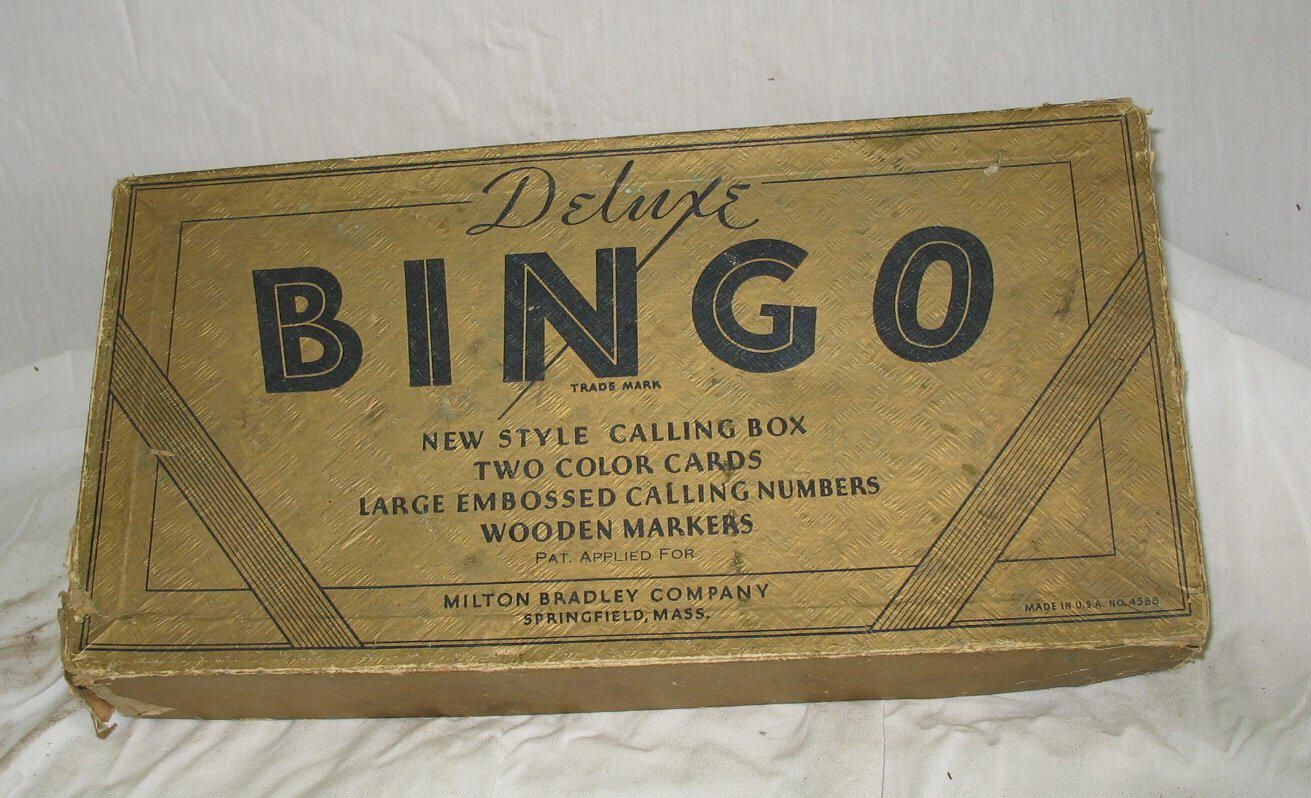 Deluxe
BINGO
TRADE MARK
NEW STYLE CALLING BOX
TWO COLOR CARDS
LARGE EMBOSSED CALLING NUMBERS
WOODEN MARKERS
PAT. APPLIED FOR
MILTON BRADLEY COMPANY
SPRINGFIELD, MASS.
MADE IN U.S.A. NO. 4588